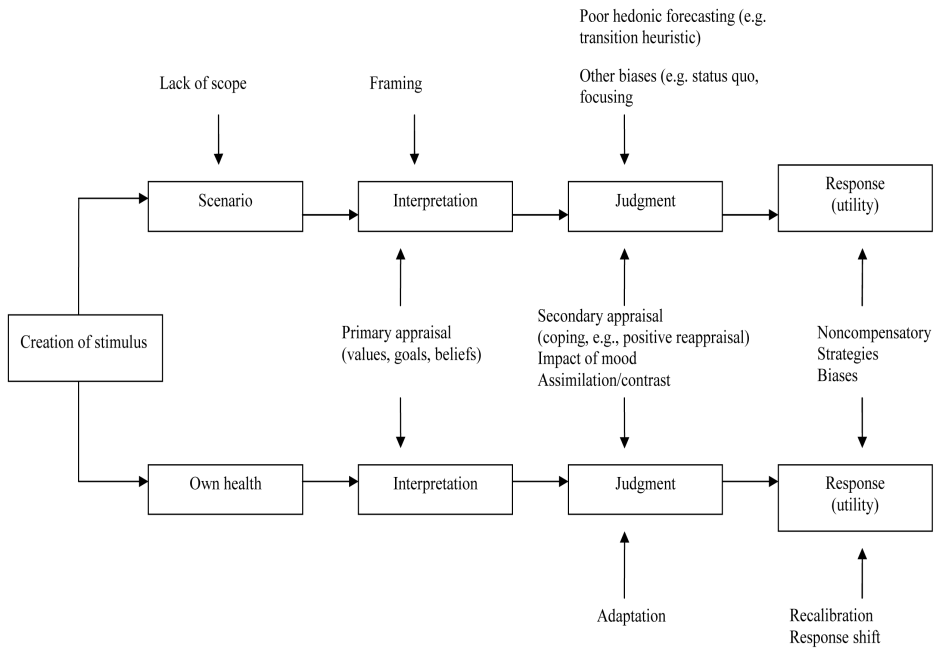 Poor hedonic forecasting (e.g.
transition heuristic)
Other biases (e.g. status quo,
focusing
Lack of scope
Framing
Scenario
Interpretation
Judgment
Response
(utility)
Creation of stimulus
Primary appraisal
(values, goals, beliefs)
Secondary appraisal
(coping, e.g., positive reappraisal)
Impact of mood
Assimilation/contrast
Noncompensatory
Strategies
Biases
Own health
Interpretation
Judgment
Response
(utility)
Adaptation
Recalibration
Response shift